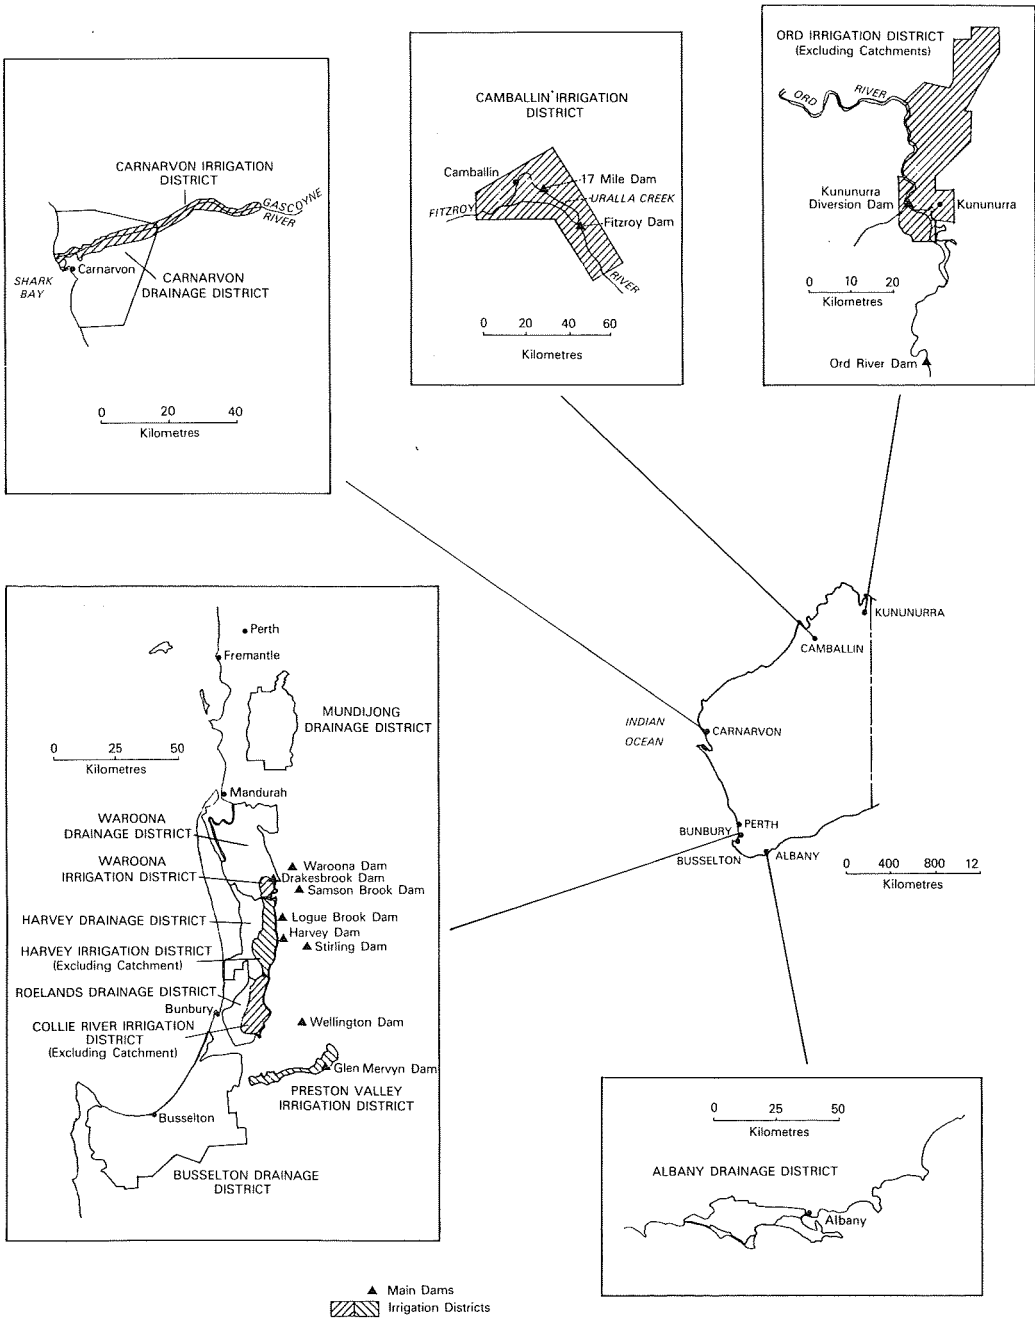 CARNARVON IRRIGATION
DISTRICT
GASCOYNE
RIVER
Carnarvon
SHARK
BAY
CARNARVON
DRAINAGE DISTRICT
0 20 40
Kilometres
CAMBALLIN IRRIGATION
DISTRICT
Camballin
17 Mile Dam
URALLA CREEK
FITZROY
Fitzroy Dam
RIVER
0 20 40 60
Kilometres
ORD IRRIGATION DISTRICT
(Excluding Catchments)
ORD RIVER
Kununurra
Diversion Dam
Kununurra
0 10 20
Kilometres
Ord River Dam
Perth
Fremantle
MUNDIJONG
DRAINAGE DISTRICT
0 25 50
Kilometres
Mandurah
WAROONA
DRAINAGE DISTRICT
WAROONA
IRRIGATION DISTRICT
Waroona Dam
Drakesbrook Dam
Samson Brook Dam
HARVEY DRAINAGE DISTRICT
Logue Brook Dam
Harvey Dam
Stirling Dam
HARVEY IRRIGATION DISTRICT
(Excluding Catchment)
ROELANDS DRAINAGE DISTRICT
Bunbury
COLLIE RIVER IRRIGATION
DISTRICT
(Excluding Catchment)
Wellington Dam
Glen Mervyn Dam
PRESTON VALLEY
IRRIGATION DISTRICT
Busselton
BUSSELTON DRAINAGE
DISTRICT
KUNUNURRA
CAMBALLIN
INDIAN
OCEAN
CARNARVON
PERTH
BUNBURY
BUSSELTON
ALBANY
0 400 800 12
Kilometres
0 25 50
Kilometres
ALBANY DRAINAGE DISTRICT
Albany
Main Dams
Irrigation Districts